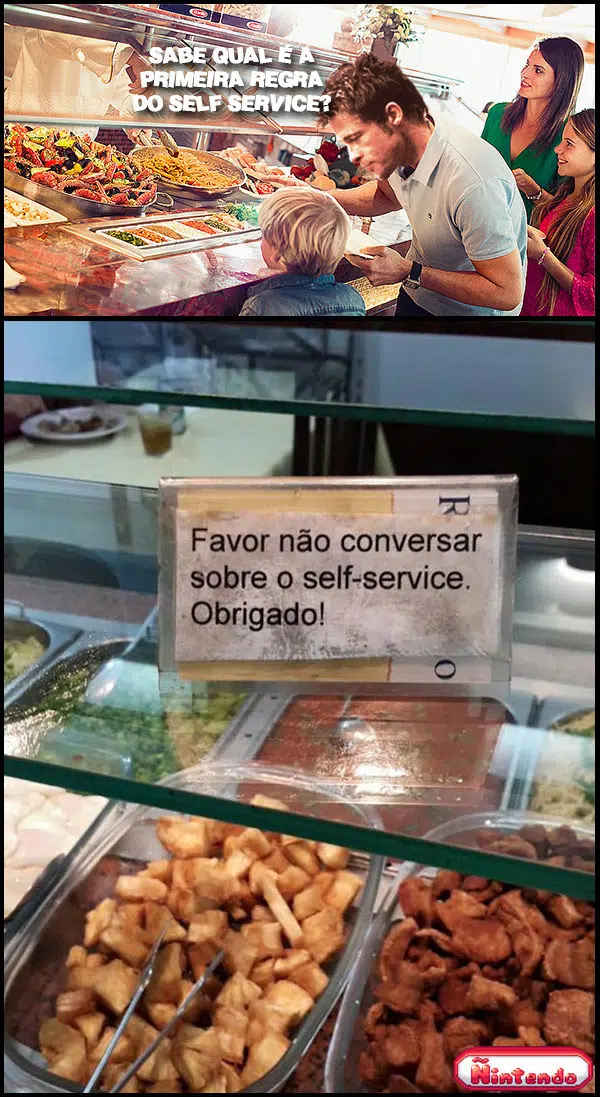 SABE QUAL É A
PRIMEIRA REGRA
DO SELF SERVICE?
R
Favor não conversar
sobre o self-service.
Obrigado!
O
Ñintendo